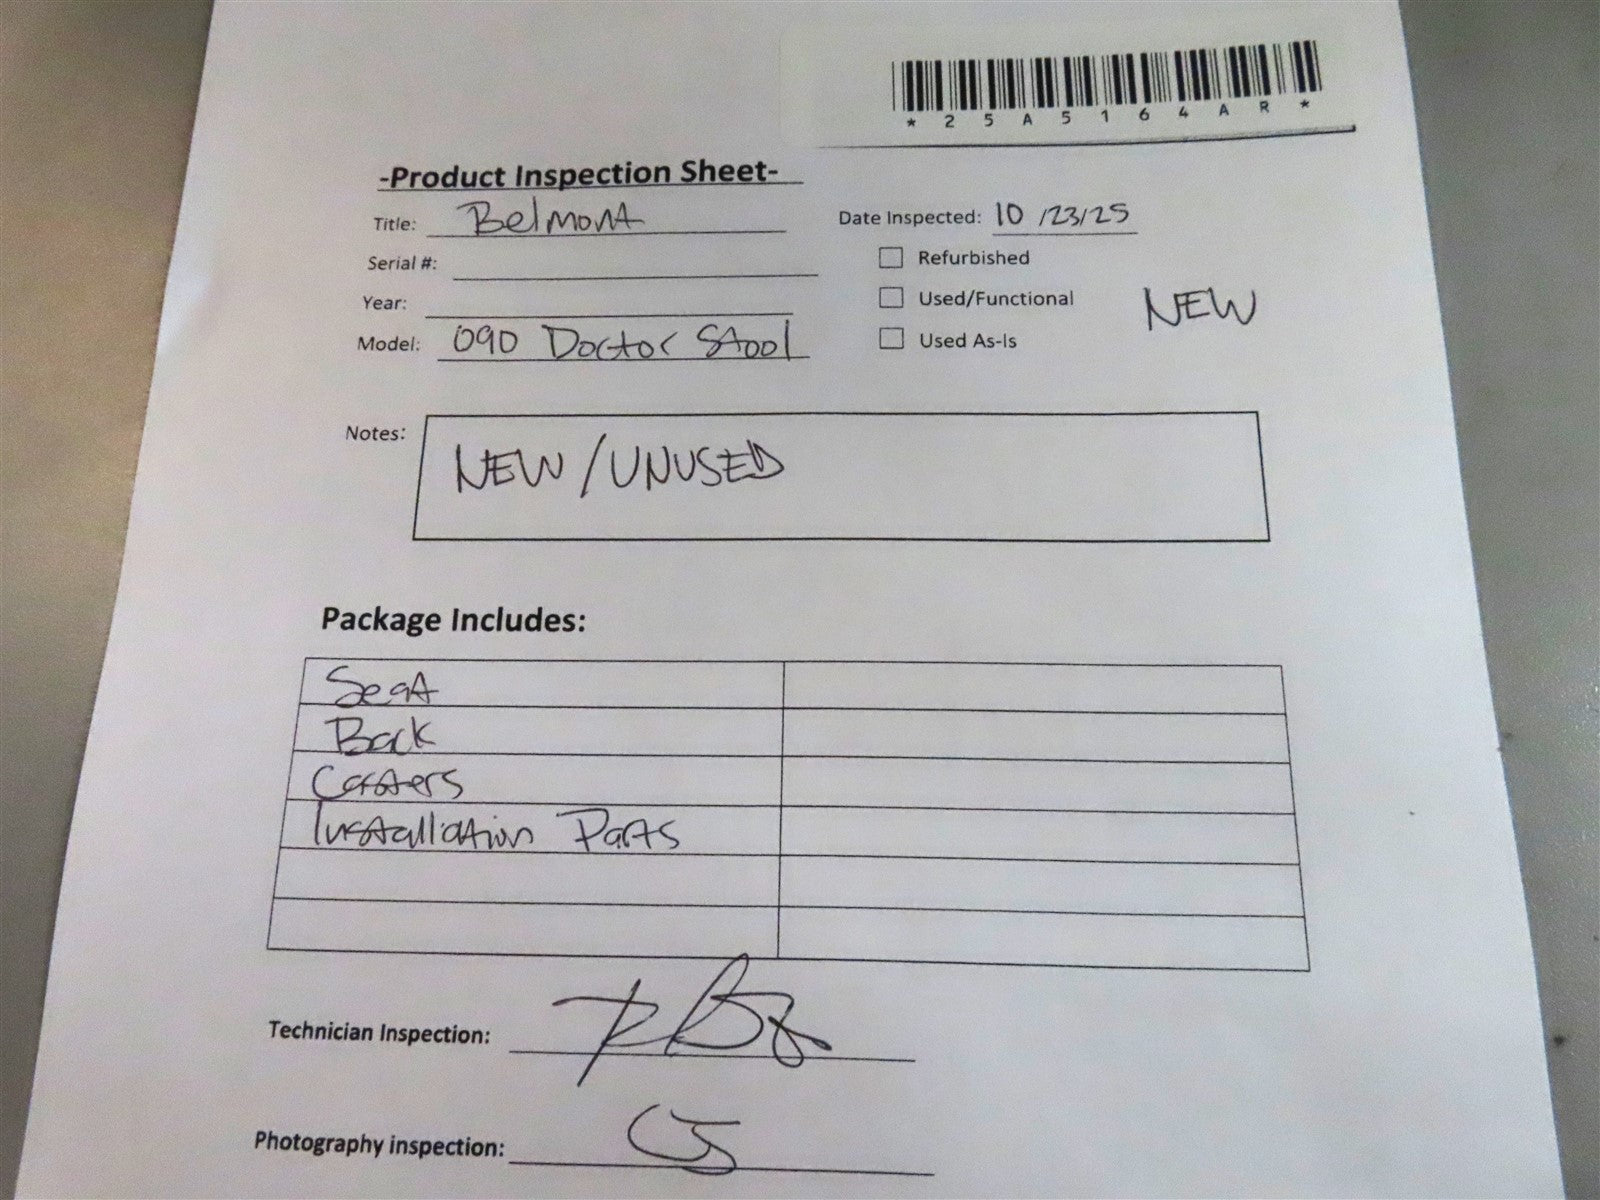 *25A5164AR*
-Product Inspection Sheet-
Title: Belmont
Date Inspected: 10/23/25
Serial #:
Refurbished
Year:
Used/Functional
NEW
Model: 090 Doctor Stool
Used As-Is
Notes: NEW/UNUSED
Package Includes:
Seat
Back
Casters
Installation Parts
Technician Inspection:
Photography inspection: CJ